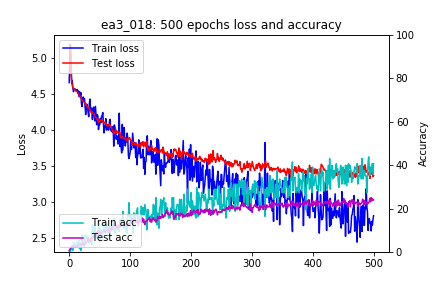 ea3_018: 500 epochs loss and accuracy
Train loss
Test loss
Train acc
Test acc
Loss
5.0
4.5
4.0
3.5
3.0
2.5
Accuracy
100
80
60
40
20
0
0
100
200
300
400
500